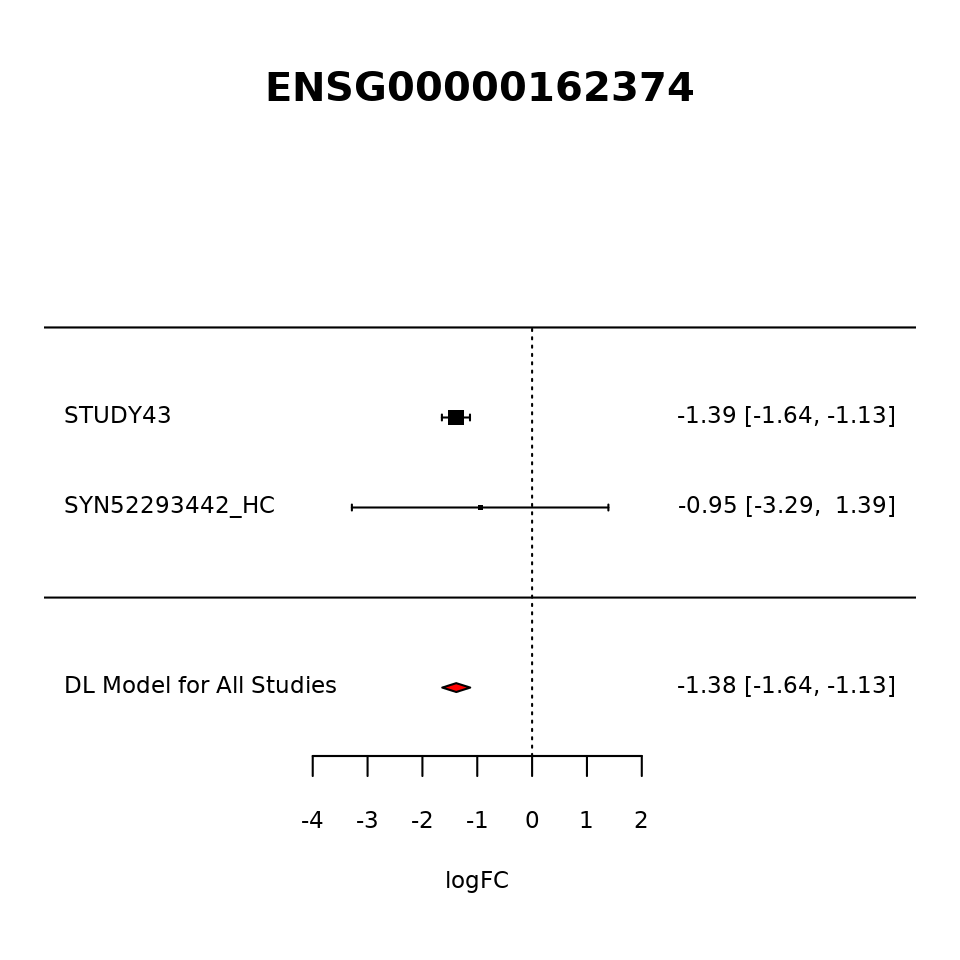 ENSG00000162374
STUDY43 -1.39 [-1.64, -1.13]
SYN52293442_HC -0.95 [-3.29,  1.39]
DL Model for All Studies -1.38 [-1.64, -1.13]
-4 -3 -2 -1 0 1 2
logFC